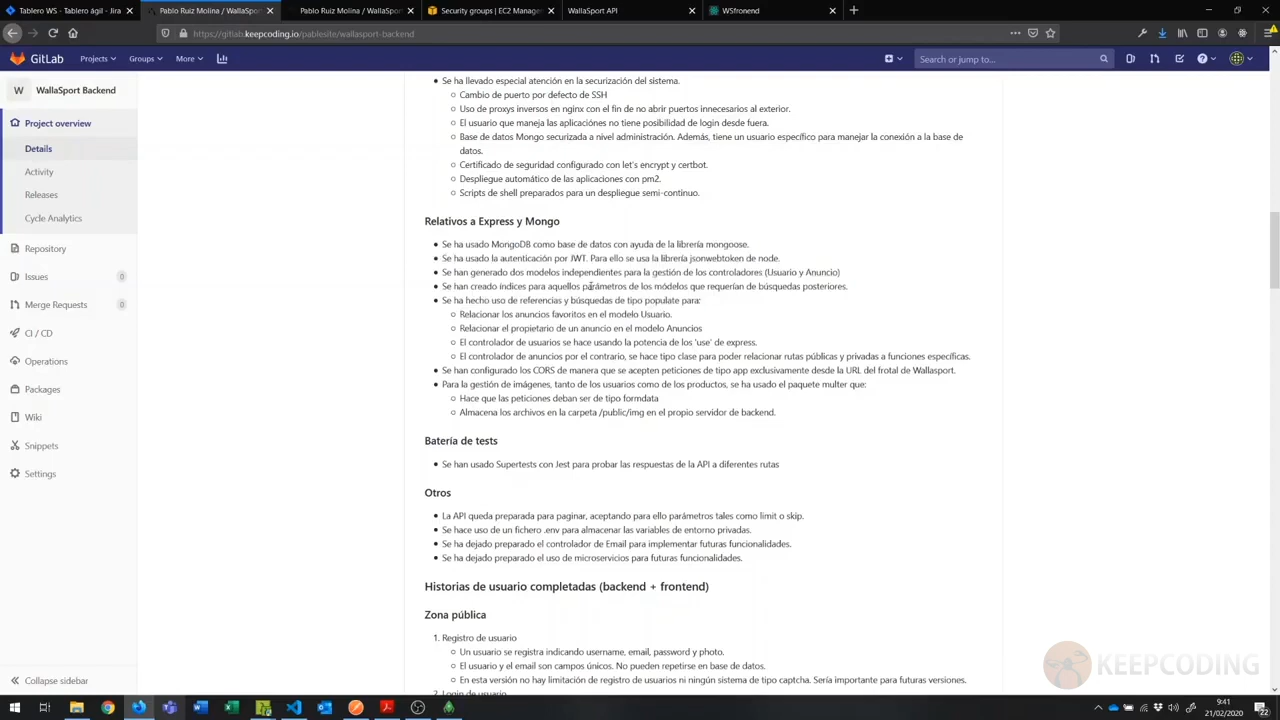 Tablero WS - Tablero ágil - Jira
Pablo Ruiz Molina / WallaSpor
Pablo Ruiz Molina / WallaSport
Security groups | EC2 Managem
WallaSport API
WSfronend
https://gitlab.keepcoding.io/pablesite/wallasport-backend
GitLab
Projects
Groups
More
Search or jump to...
W
WallaSport Backend
Project overview
Details
Activity
Releases
Cycle Analytics
Repository
Issues
0
Merge Requests
0
CI / CD
Operations
Packages
Wiki
Snippets
Settings
Collapse sidebar
Se ha llevado especial atención en la securización del sistema.
Cambio de puerto por defecto de SSH
Uso de proxys inversos en nginx con el fin de no abrir puertos innecesarios al exterior.
El usuario que maneja las aplicaciónes no tiene posibilidad de login desde fuera.
Base de datos Mongo securizada a nivel administración. Además, tiene un usuario específico para manejar la conexión a la base de
datos.
Certificado de seguridad configurado con let's encrypt y certbot.
Despliegue automático de las aplicaciones con pm2.
Scripts de shell preparados para un despliegue semi-continuo.
Relativos a Express y Mongo
Se ha usado MongoDB como base de datos con ayuda de la librería mongoose.
Se ha usado la autenticación por JWT. Para ello se usa la librería jsonwebtoken de node.
Se han generado dos modelos independientes para la gestión de los controladores (Usuario y Anuncio)
Se han creado índices para aquellos parámetros de los módelos que requerían de búsquedas posteriores.
Se ha hecho uso de referencias y búsquedas de tipo populate para:
Relacionar los anuncios favoritos en el modelo Usuario.
Relacionar el propietario de un anuncio en el modelo Anuncios
El controlador de usuarios se hace usando la potencia de los 'use' de express.
El controlador de anuncios por el contrario, se hace tipo clase para poder relacionar rutas públicas y privadas a funciones específicas.
Se han configurado los CORS de manera que se acepten peticiones de tipo app exclusivamente desde la URL del frotal de Wallasport.
Para la gestión de imágenes, tanto de los usuarios como de los productos, se ha usado el paquete multer que:
Hace que las peticiones deban ser de tipo formdata
Almacena los archivos en la carpeta /public/img en el propio servidor de backend.
Batería de tests
Se han usado Supertests con Jest para probar las respuestas de la API a diferentes rutas
Otros
La API queda preparada para paginar, aceptando para ello parámetros tales como limit o skip.
Se hace uso de un fichero .env para almacenar las variables de entorno privadas.
Se ha dejado preparado el controlador de Email para implementar futuras funcionalidades.
Se ha dejado preparado el uso de microservicios para futuras funcionalidades.
Historias de usuario completadas (backend + frontend)
Zona pública
1. Registro de usuario
Un usuario se registra indicando username, email, password y photo.
El usuario y el email son campos únicos. No pueden repetirse en base de datos.
En esta versión no hay limitación de registro de usuarios ni ningún sistema de tipo captcha. Sería importante para futuras versiones.
2. Login de usuario
KEEPCODING
9:41
21/02/2020
22